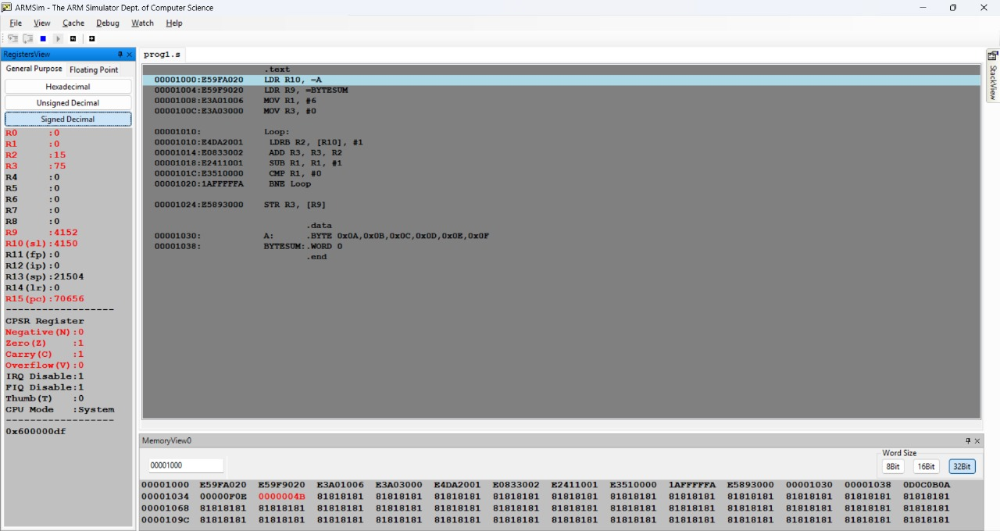 ARMSim - The ARM Simulator Dept. of Computer Science
File View Cache Debug Watch Help
RegistersView
General Purpose Floating Point
Hexadecimal
Unsigned Decimal
Signed Decimal
R0 :0
R1 :0
R2 :15
R3 :75
R4 :0
R5 :0
R6 :0
R7 :0
R8 :0
R9 :4152
R10(sl):4150
R11(fp):0
R12(ip):0
R13(sp):21504
R14(lr):0
R15(pc):70656
-------------------
CPSR Register
Negative(N):0
Zero(Z) :1
Carry(C) :1
Overflow(V):0
IRQ Disable:1
FIQ Disable:1
Thumb(T) :0
CPU Mode :System
-------------------
0x600000df
prog1.s
.text
00001000:E59FA020 LDR R10, =A
00001004:E59F9020 LDR R9, =BYTESUM
00001008:E3A01006 MOV R1, #6
0000100C:E3A03000 MOV R3, #0
00001010: Loop:
00001010:E4DA2001 LDRB R2, [R10], #1
00001014:E0833002 ADD R3, R3, R2
00001018:E2411001 SUB R1, R1, #1
0000101C:E3510000 CMP R1, #0
00001020:1AFFFFFA BNE Loop
00001024:E5893000 STR R3, [R9]
.data
00001030: A: .BYTE 0x0A,0x0B,0x0C,0x0D,0x0E,0x0F
00001038: BYTESUM:.WORD 0
.end
StackView
MemoryView0
00001000
Word Size
8Bit 16Bit 32Bit
00001000 E59FA020 E59F9020 E3A01006 E3A03000 E4DA2001 E0833002 E2411001 E3510000 1AFFFFFA E5893000 00001030 00001038 0D0C0B0A
00001034 00000F0E 0000004B 81818181 81818181 81818181 81818181 81818181 81818181 81818181 81818181 81818181 81818181 81818181
00001068 81818181 81818181 81818181 81818181 81818181 81818181 81818181 81818181 81818181 81818181 81818181 81818181 81818181
0000109C 81818181 81818181 81818181 81818181 81818181 81818181 81818181 81818181 81818181 81818181 81818181 81818181 81818181